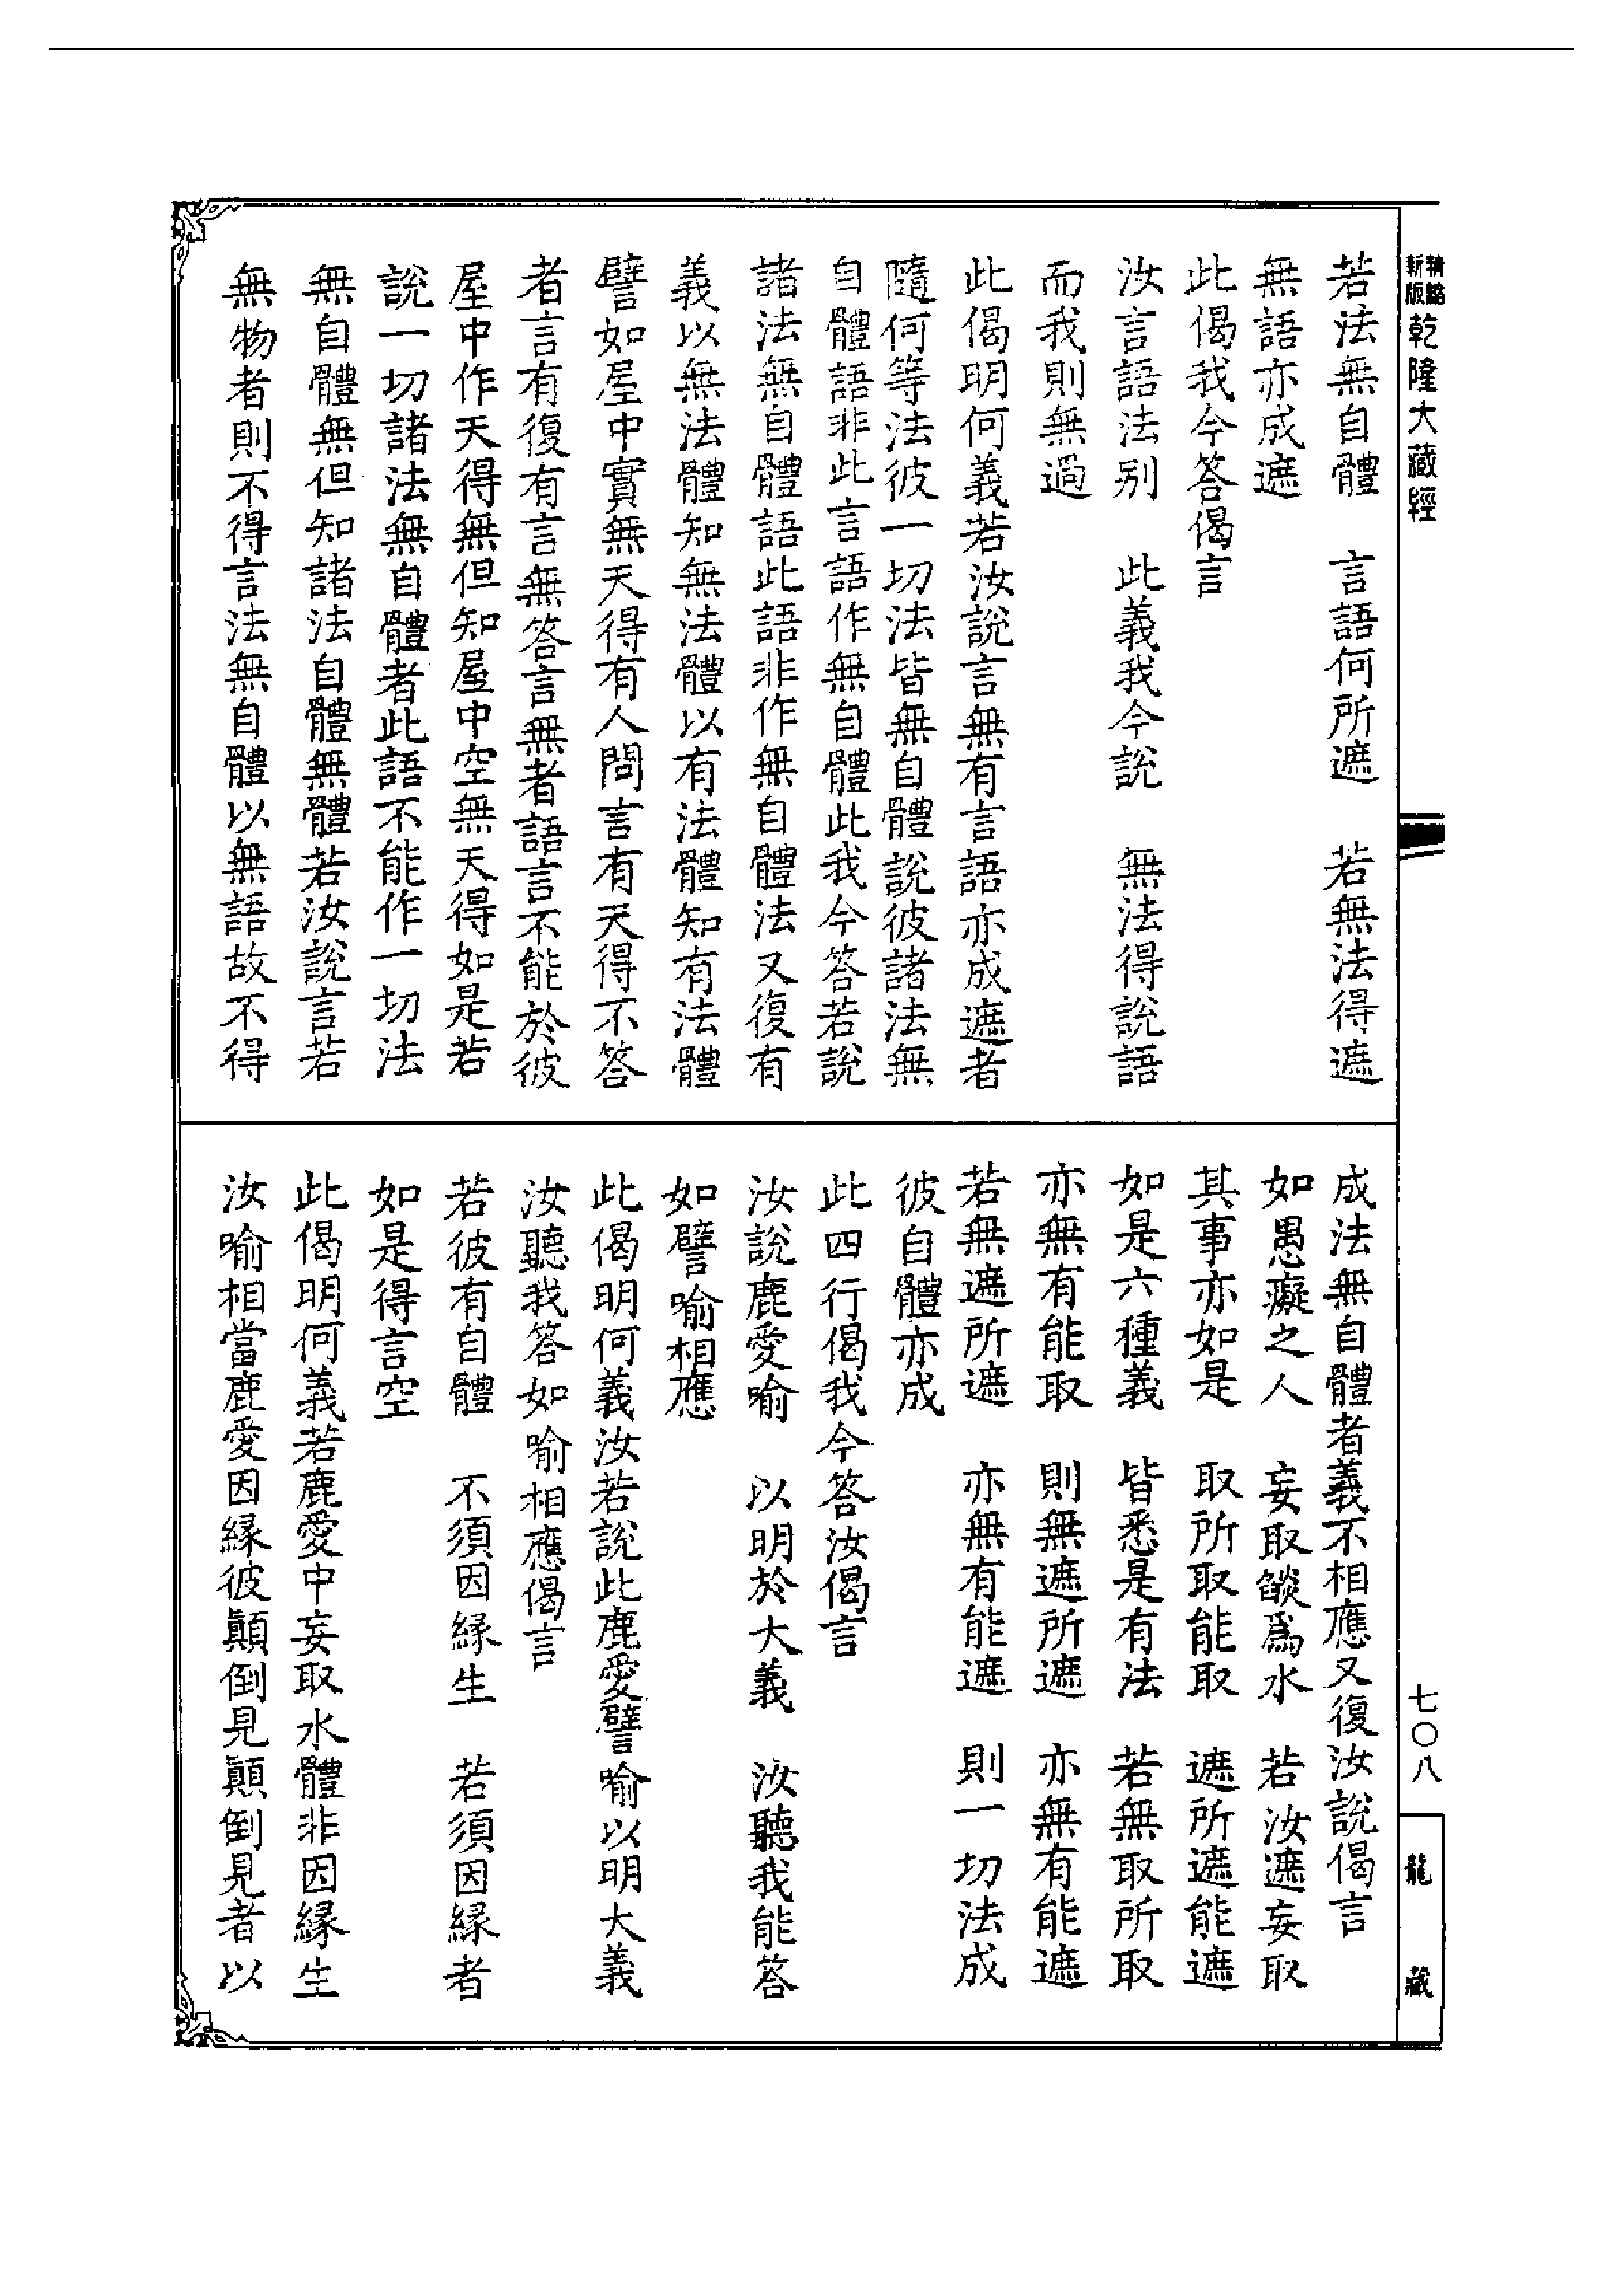 新版
精縮
乾隆大藏經
若法無自體　言語何所遮　若無法得遮
無語亦成遮
此偈我今答偈言
汝言語法別　此義我今説　無法得説語
而我則無過
此偈明何義若汝説言無有言語亦成遮者
隨何等法彼一切法皆無自體説彼諸法無
自體語非此言語作無自體此我今答若説
諸法無自體語此語非作無自體法又復有
義以無法體知無法體以有法體知有法體
譬如屋中實無天得有人問言有天得不答
者言有復有言無答言無者語言不能於彼
屋中作天得無但知屋中空無天得如是若
説一切諸法無自體者此語不能作一切法
無自體無但知諸法自體無體若汝説言若
無物者則不得言法無自體以無語故不得
成法無自體者義不相應又復汝説偈言
如愚癡之人　妄取燄爲水　若汝遮妄取
其事亦如是　取所取能取　遮所遮能遮
如是六種義　皆悉是有法　若無取所取
亦無有能取　則無遮所遮　亦無有能遮
若無遮所遮　亦無有能遮　則一切法成
彼自體亦成
此四行偈我今答汝偈言
汝説鹿愛喻　以明於大義　汝聽我能答
如譬喻相應
此偈明何義汝若説此鹿愛譬喻以明大義
汝聽我答如喻相應偈言
若彼有自體　不須因緣生　若須因緣者
如是得言空
此偈明何義若鹿愛中妄取水體非因緣生
汝喻相當鹿愛因緣彼顛倒見顛倒見者以
七〇八
龍藏